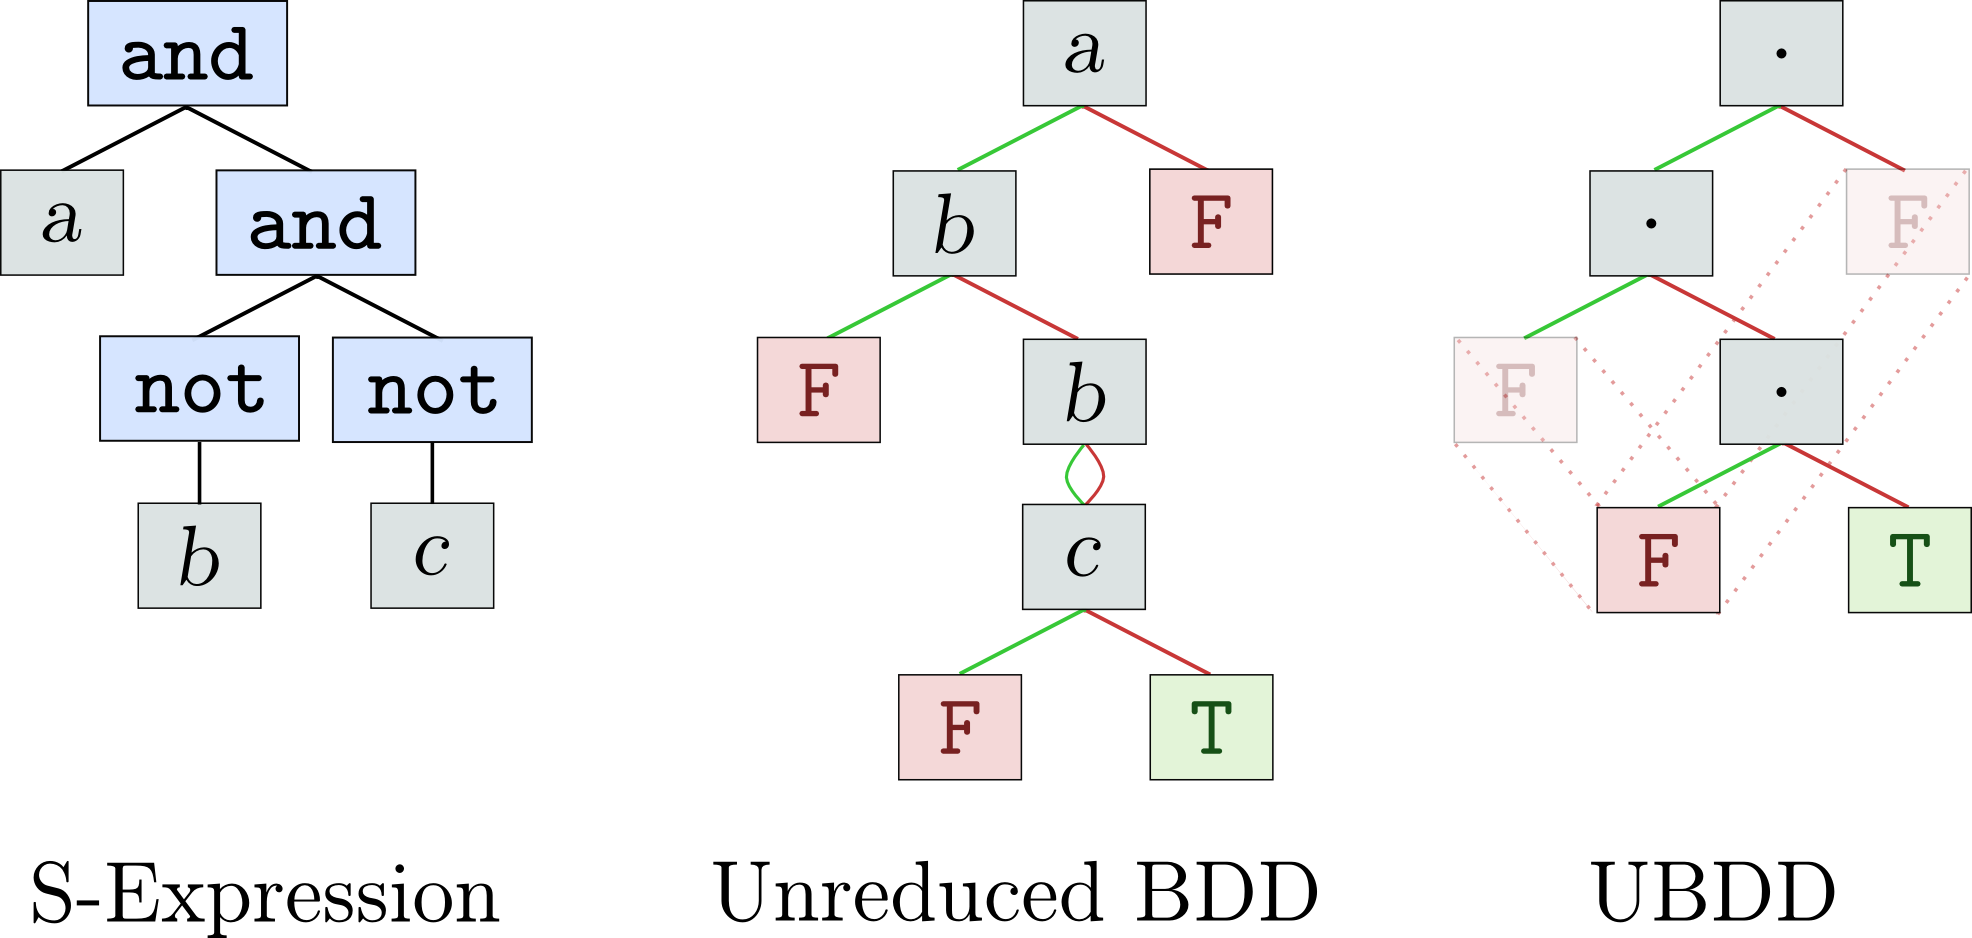 and a •
a and b F •
F
not not F b F •
b c c F T
F T
S-Expression Unreduced BDD UBDD